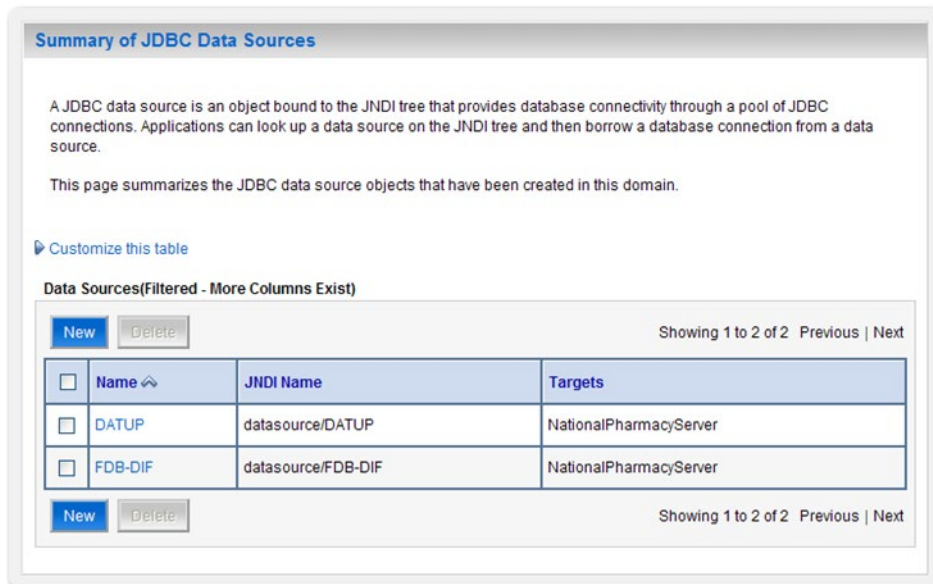 Summary of JDBC Data Sources
A JDBC data source is an object bound to the JNDI tree that provides database connectivity through a pool of JDBC
connections. Applications can look up a data source on the JNDI tree and then borrow a database connection from a data
source.
This page summarizes the JDBC data source objects that have been created in this domain.
Customize this table
Data Sources(Filtered - More Columns Exist)
New Delete Showing 1 to 2 of 2 Previous | Next
Name JNDI Name Targets
DATUP datasource/DATUP NationalPharmacyServer
FDB-DIF datasource/FDB-DIF NationalPharmacyServer
New Delete Showing 1 to 2 of 2 Previous | Next